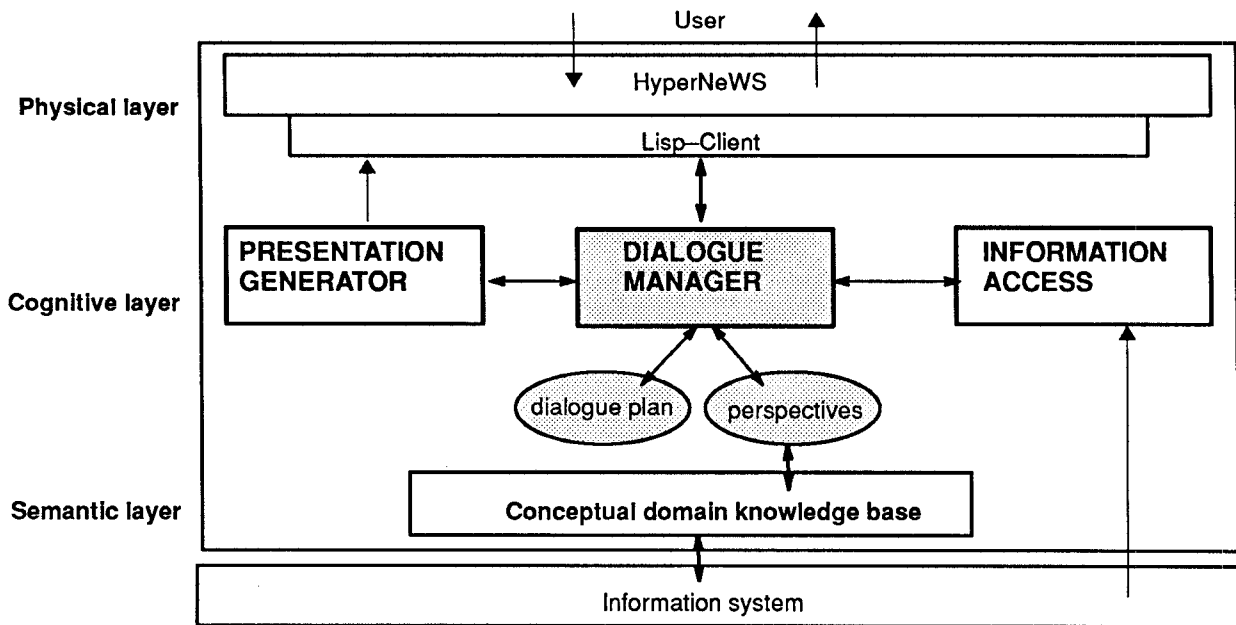 User
HyperNeWS
Physical layer
Lisp–Client
PRESENTATION
GENERATOR
DIALOGUE
MANAGER
INFORMATION
ACCESS
Cognitive layer
dialogue plan
perspectives
Semantic layer
Conceptual domain knowledge base
Information system